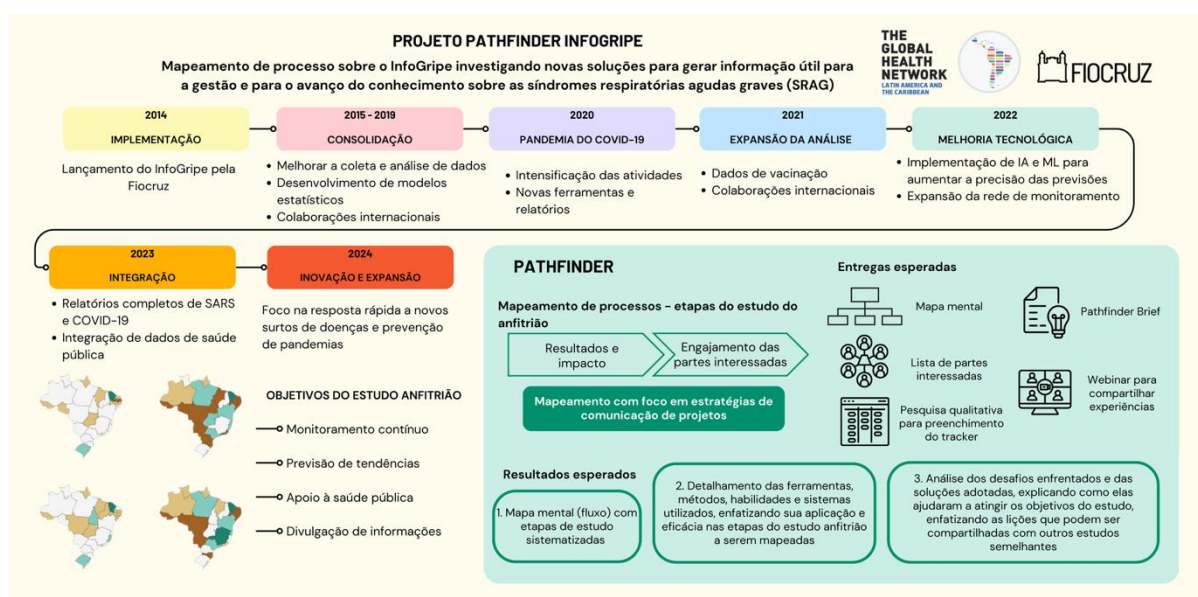 PROJETO PATHFINDER INFOGRIPE
Mapeamento de processo sobre o InfoGripe investigando novas soluções para gerar informação útil para
a gestão e para o avanço do conhecimento sobre as síndromes respiratórias agudas graves (SRAG)
THE
GLOBAL
HEALTH
NETWORK
LATIN AMERICA AND
THE CARIBBEAN
FIOCRUZ
2014
IMPLEMENTAÇÃO
Lançamento do InfoGripe pela
Fiocruz
2015 - 2019
CONSOLIDAÇÃO
• Melhorar a coleta e análise de dados
• Desenvolvimento de modelos
estatísticos
• Colaborações internacionais
2020
PANDEMIA DO COVID-19
• Intensificação das atividades
• Novas ferramentas e
relatórios
2021
EXPANSÃO DA ANÁLISE
• Dados de vacinação
• Colaborações internacionais
2022
MELHORIA TECNOLÓGICA
• Implementação de IA e ML para
aumentar a precisão das previsões
• Expansão da rede de monitoramento
2023
INTEGRAÇÃO
• Relatórios completos de SARS
e COVID-19
• Integração de dados de saúde
pública
2024
INOVAÇÃO E EXPANSÃO
Foco na resposta rápida a novos
surtos de doenças e prevenção
de pandemias
OBJETIVOS DO ESTUDO ANFITRIÃO
Monitoramento contínuo
Previsão de tendências
Apoio à saúde pública
Divulgação de informações
PATHFINDER
Mapeamento de processos - etapas do estudo do
anfitrião
Resultados e
impacto
Engajamento das
partes interessadas
Mapeamento com foco em estratégias de
comunicação de projetos
Entregas esperadas
Mapa mental
Lista de partes
interessadas
Pesquisa qualitativa
para preenchimento
do tracker
Pathfinder Brief
Webinar para
compartilhar
experiências
Resultados esperados
1. Mapa mental (fluxo) com
etapas de estudo
sistematizadas
2. Detalhamento das ferramentas,
métodos, habilidades e sistemas
utilizados, enfatizando sua aplicação e
eficácia nas etapas do estudo anfitrião
a serem mapeadas
3. Análise dos desafios enfrentados e das
soluções adotadas, explicando como elas
ajudaram a atingir os objetivos do estudo,
enfatizando as lições que podem ser
compartilhadas com outros estudos
semelhantes